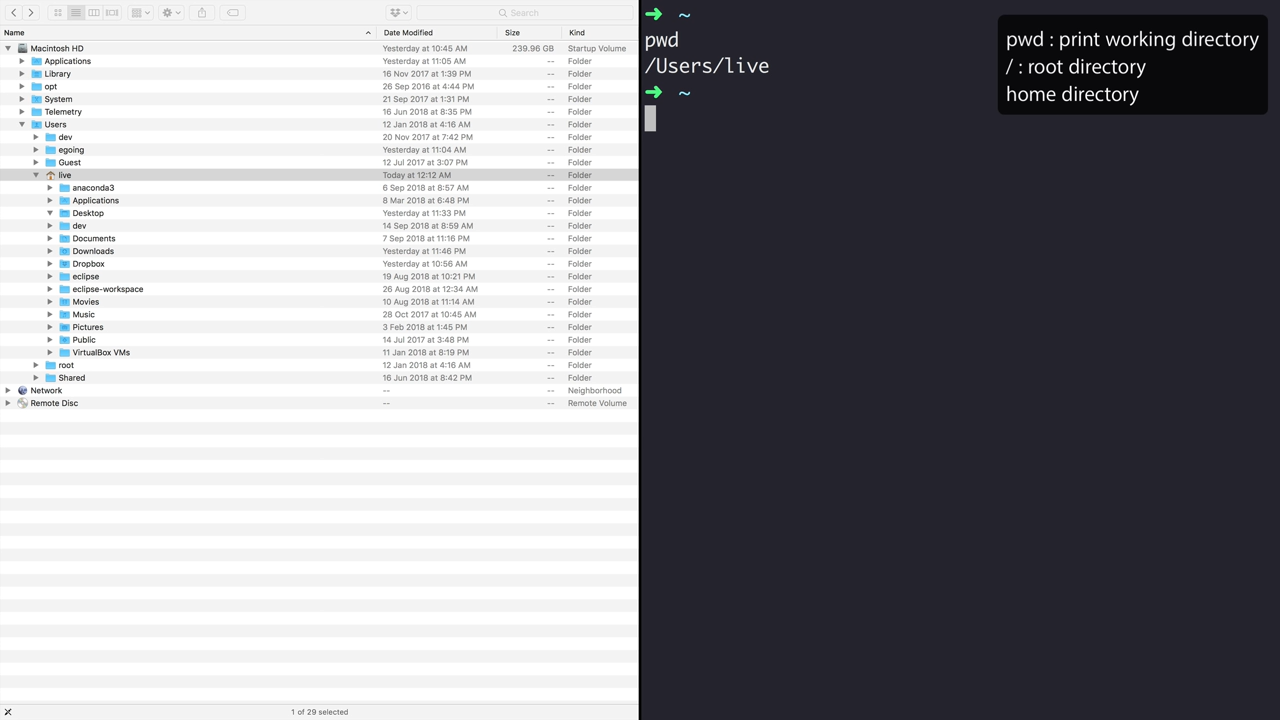 Search
Name Date Modified Size Kind
Macintosh HD Yesterday at 10:45 AM 239.96 GB Startup Volume
Applications Yesterday at 11:05 AM -- Folder
Library 16 Nov 2017 at 1:39 PM -- Folder
opt 26 Sep 2016 at 4:44 PM -- Folder
System 21 Sep 2017 at 1:31 PM -- Folder
Telemetry 16 Jun 2018 at 8:35 PM -- Folder
Users 12 Jan 2018 at 4:16 AM -- Folder
dev 20 Nov 2017 at 7:42 PM -- Folder
egoing Yesterday at 11:04 AM -- Folder
Guest 12 Jul 2017 at 3:07 PM -- Folder
live Today at 12:12 AM -- Folder
anaconda3 6 Sep 2018 at 8:57 AM -- Folder
Applications 8 Mar 2018 at 6:48 PM -- Folder
Desktop Yesterday at 11:33 PM -- Folder
dev 14 Sep 2018 at 8:59 AM -- Folder
Documents 7 Sep 2018 at 11:16 PM -- Folder
Downloads Yesterday at 11:46 PM -- Folder
Dropbox Yesterday at 10:56 AM -- Folder
eclipse 19 Aug 2018 at 10:21 PM -- Folder
eclipse-workspace 26 Aug 2018 at 12:34 AM -- Folder
Movies 10 Aug 2018 at 11:14 AM -- Folder
Music 28 Oct 2017 at 10:45 AM -- Folder
Pictures 3 Feb 2018 at 1:45 PM -- Folder
Public 14 Jul 2017 at 3:48 PM -- Folder
VirtualBox VMs 11 Jan 2018 at 8:19 PM -- Folder
root 12 Jan 2018 at 4:16 AM -- Folder
Shared 16 Jun 2018 at 8:42 PM -- Folder
Network -- -- Neighborhood
Remote Disc -- -- Remote Volume
1 of 29 selected
➜ ~
pwd
/Users/live
➜ ~
pwd : print working directory
/ : root directory
home directory